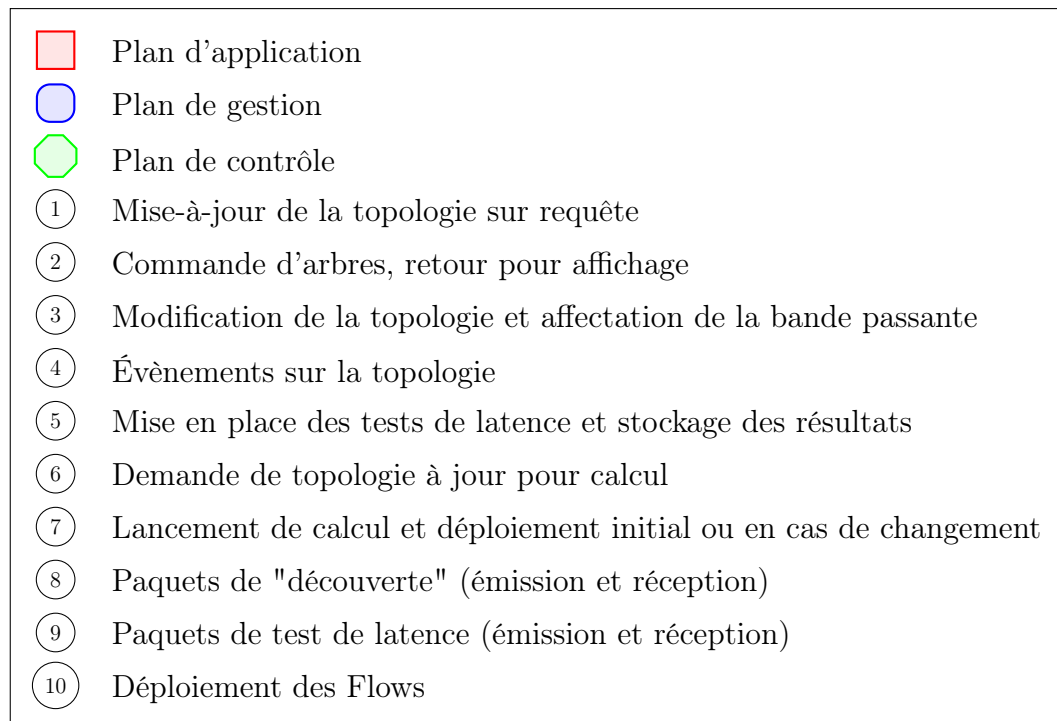 Plan d'application
Plan de gestion
Plan de contrôle
1 Mise-à-jour de la topologie sur requête
2 Commande d'arbres, retour pour affichage
3 Modification de la topologie et affectation de la bande passante
4 Évènements sur la topologie
5 Mise en place des tests de latence et stockage des résultats
6 Demande de topologie à jour pour calcul
7 Lancement de calcul et déploiement initial ou en cas de changement
8 Paquets de "découverte" (émission et réception)
9 Paquets de test de latence (émission et réception)
10 Déploiement des Flows